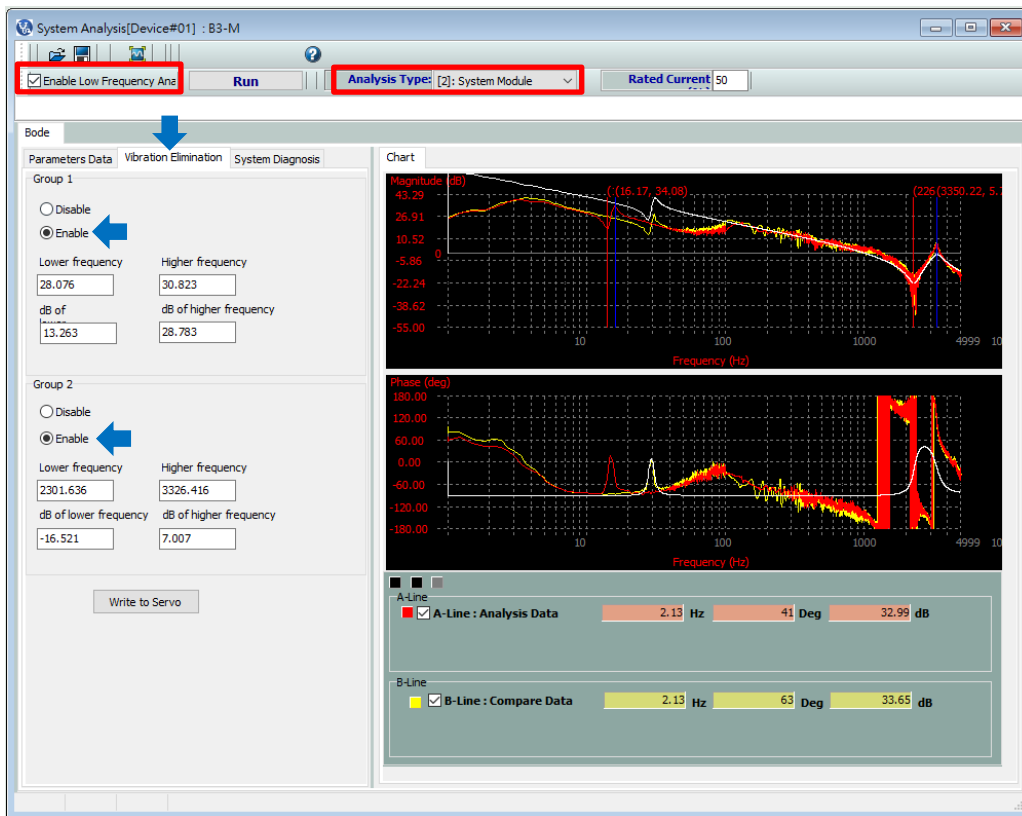 System Analysis[Device#01] : B3-M
Enable Low Frequency Ana
Run
Analysis Type: [2]: System Module
Rated Current 50
Bode
Parameters Data Vibration Elimination System Diagnosis
Group 1
Disable
Enable
Lower frequency Higher frequency
28.076 30.823
dB of dB of higher frequency
13.263 28.783
Group 2
Disable
Enable
Lower frequency Higher frequency
2301.636 3326.416
dB of lower frequency dB of higher frequency
-16.521 7.007
Write to Servo
Chart
Magnitude (dB)
43.29
26.91
10.52
0
-5.86
-22.24
-38.62
-55.00
(16.17, 34.08) (226(3350.22, 5.7
10 100 1000 4999 10
Frequency (Hz)
Phase (deg)
180.00
120.00
60.00
0.00
-60.00
-120.00
-180.00
10 100 1000 4999 10
Frequency (Hz)
A-Line
A-Line : Analysis Data 2.13 Hz 41 Deg 32.99 dB
B-Line
B-Line : Compare Data 2.13 Hz 63 Deg 33.65 dB